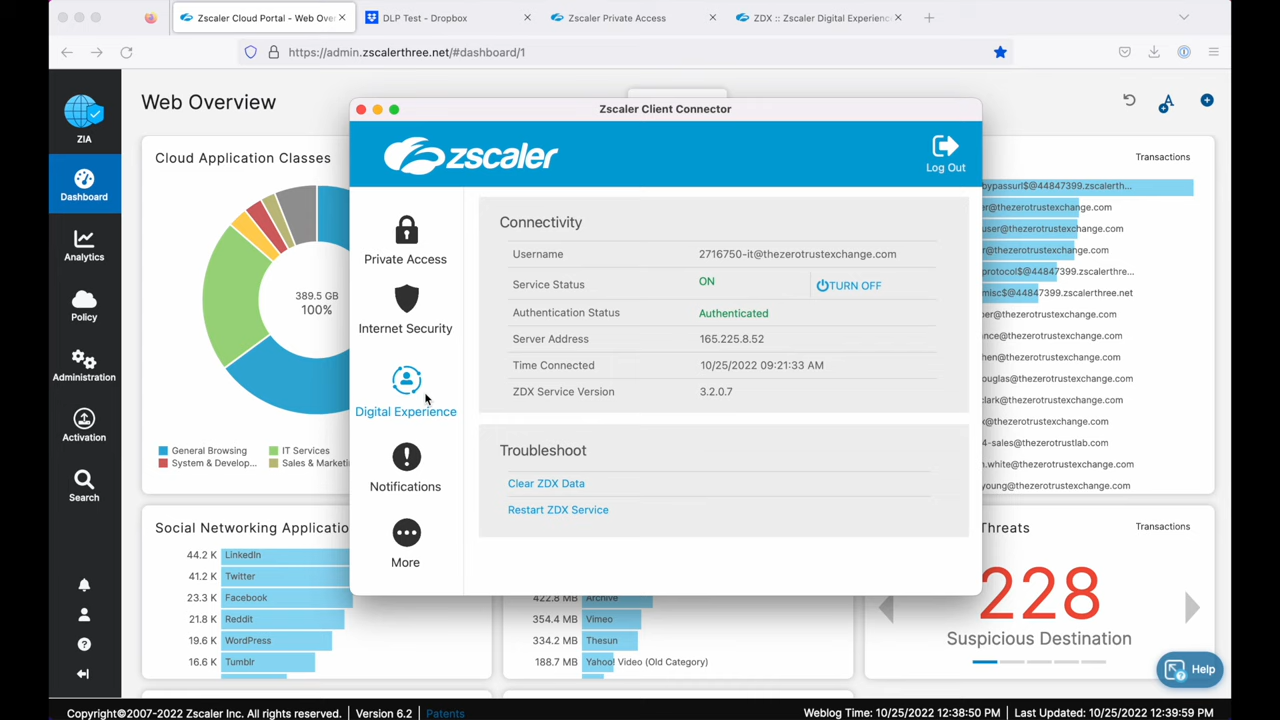 Zscaler Cloud Portal - Web Over
DLP Test - Dropbox
Zscaler Private Access
ZDX :: Zscaler Digital Experienc
https://admin.zscalerthree.net/#dashboard/1
ZIA
Dashboard
Analytics
Policy
Administration
Activation
Search
Web Overview
Cloud Application Classes
389.5 GB
100%
General Browsing
IT Services
System & Develop...
Sales & Marketi
Social Networking Applicatio
44.2 K LinkedIn
41.2 K Twitter
23.3 K Facebook
21.8 K Reddit
19.6 K WordPress
16.6 K Tumblr
Zscaler Client Connector
zscaler
Log Out
Private Access
Internet Security
Digital Experience
Notifications
More
Connectivity
Username 2716750-it@thezerotrustexchange.com
Service Status ON TURN OFF
Authentication Status Authenticated
Server Address 165.225.8.52
Time Connected 10/25/2022 09:21:33 AM
ZDX Service Version 3.2.0.7
Troubleshoot
Clear ZDX Data
Restart ZDX Service
422.8 MB Archive
354.4 MB Vimeo
334.2 MB Thesun
188.7 MB Yahoo! Video (Old Category)
Transactions
bypassurl$@44847399.zscalerth...
r@thezerotrustexchange.com
user@thezerotrustexchange.com
r@thezerotrustexchange.com
protocol$@44847399.zscalerthre...
misc$@44847399.zscalerthree.net
er@thezerotrustexchange.com
nce@thezerotrustexchange.com
hen@thezerotrustexchange.com
ouglas@thezerotrustexchange.com
lark@thezerotrustexchange.com
x@thezerotrustexchange.com
4-sales@thezerotrustlab.com
n.white@thezerotrustexchange.com
young@thezerotrustexchange.com
Threats
Transactions
228
Suspicious Destination
Help
Copyright©2007-2022 Zscaler Inc. All rights reserved. | Version 6.2 | Patents
Weblog Time: 10/25/2022 12:38:50 PM | Last Updated: 10/25/2022 12:39:59 PM